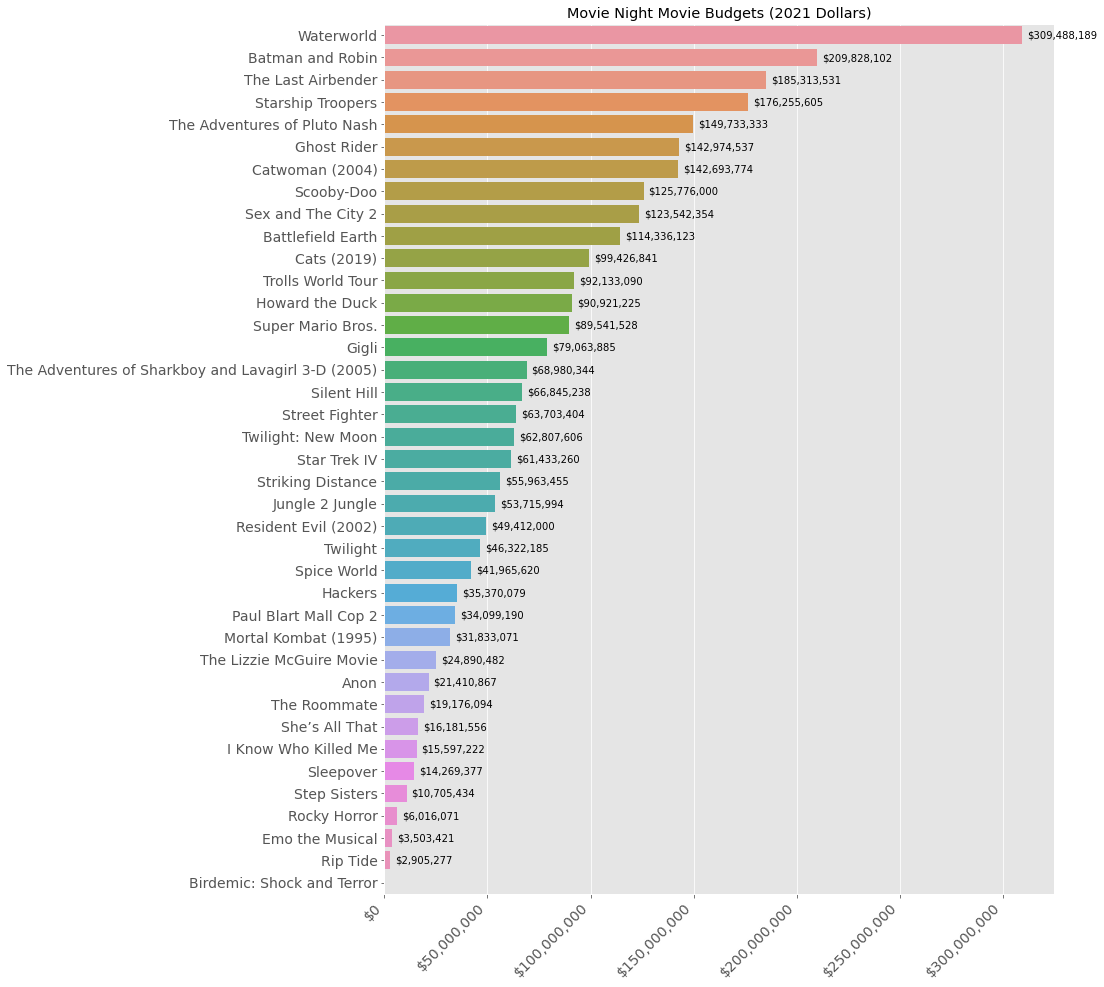 Movie Night Movie Budgets (2021 Dollars)
Waterworld $309,488,189
Batman and Robin $209,828,102
The Last Airbender $185,313,531
Starship Troopers $176,255,605
The Adventures of Pluto Nash $149,733,333
Ghost Rider $142,974,537
Catwoman (2004) $142,693,774
Scooby-Doo $125,776,000
Sex and The City 2 $123,542,354
Battlefield Earth $114,336,123
Cats (2019) $99,426,841
Trolls World Tour $92,133,090
Howard the Duck $90,921,225
Super Mario Bros. $89,541,528
Gigli $79,063,885
The Adventures of Sharkboy and Lavagirl 3-D (2005) $68,980,344
Silent Hill $66,845,238
Street Fighter $63,703,404
Twilight: New Moon $62,807,606
Star Trek IV $61,433,260
Striking Distance $55,963,455
Jungle 2 Jungle $53,715,994
Resident Evil (2002) $49,412,000
Twilight $46,322,185
Spice World $41,965,620
Hackers $35,370,079
Paul Blart Mall Cop 2 $34,099,190
Mortal Kombat (1995) $31,833,071
The Lizzie McGuire Movie $24,890,482
Anon $21,410,867
The Roommate $19,176,094
She’s All That $16,181,556
I Know Who Killed Me $15,597,222
Sleepover $14,269,377
Step Sisters $10,705,434
Rocky Horror $6,016,071
Emo the Musical $3,503,421
Rip Tide $2,905,277
Birdemic: Shock and Terror
$0 $50,000,000 $100,000,000 $150,000,000 $200,000,000 $250,000,000 $300,000,000